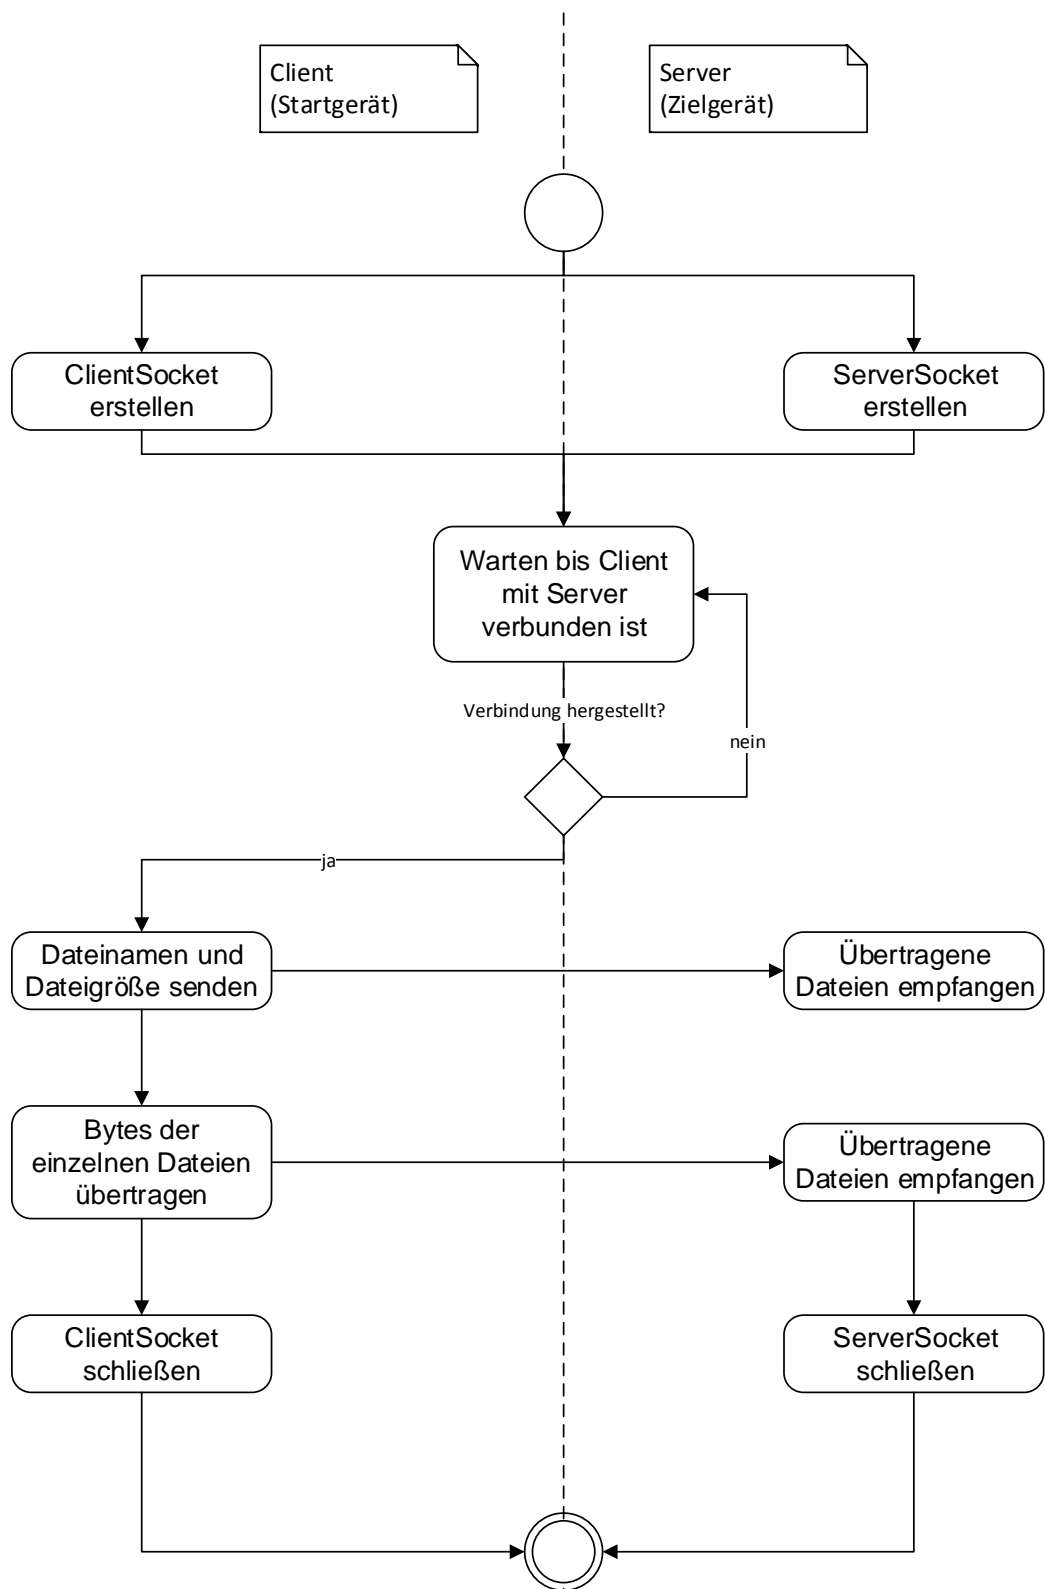 Client
(Startgerät)
Server
(Zielgerät)
ClientSocket
erstellen
ServerSocket
erstellen
Warten bis Client
mit Server
verbunden ist
Verbindung hergestellt?
nein
ja
Dateinamen und
Dateigröße senden
Übertragene
Dateien empfangen
Bytes der
einzelnen Dateien
übertragen
Übertragene
Dateien empfangen
ClientSocket
schließen
ServerSocket
schließen